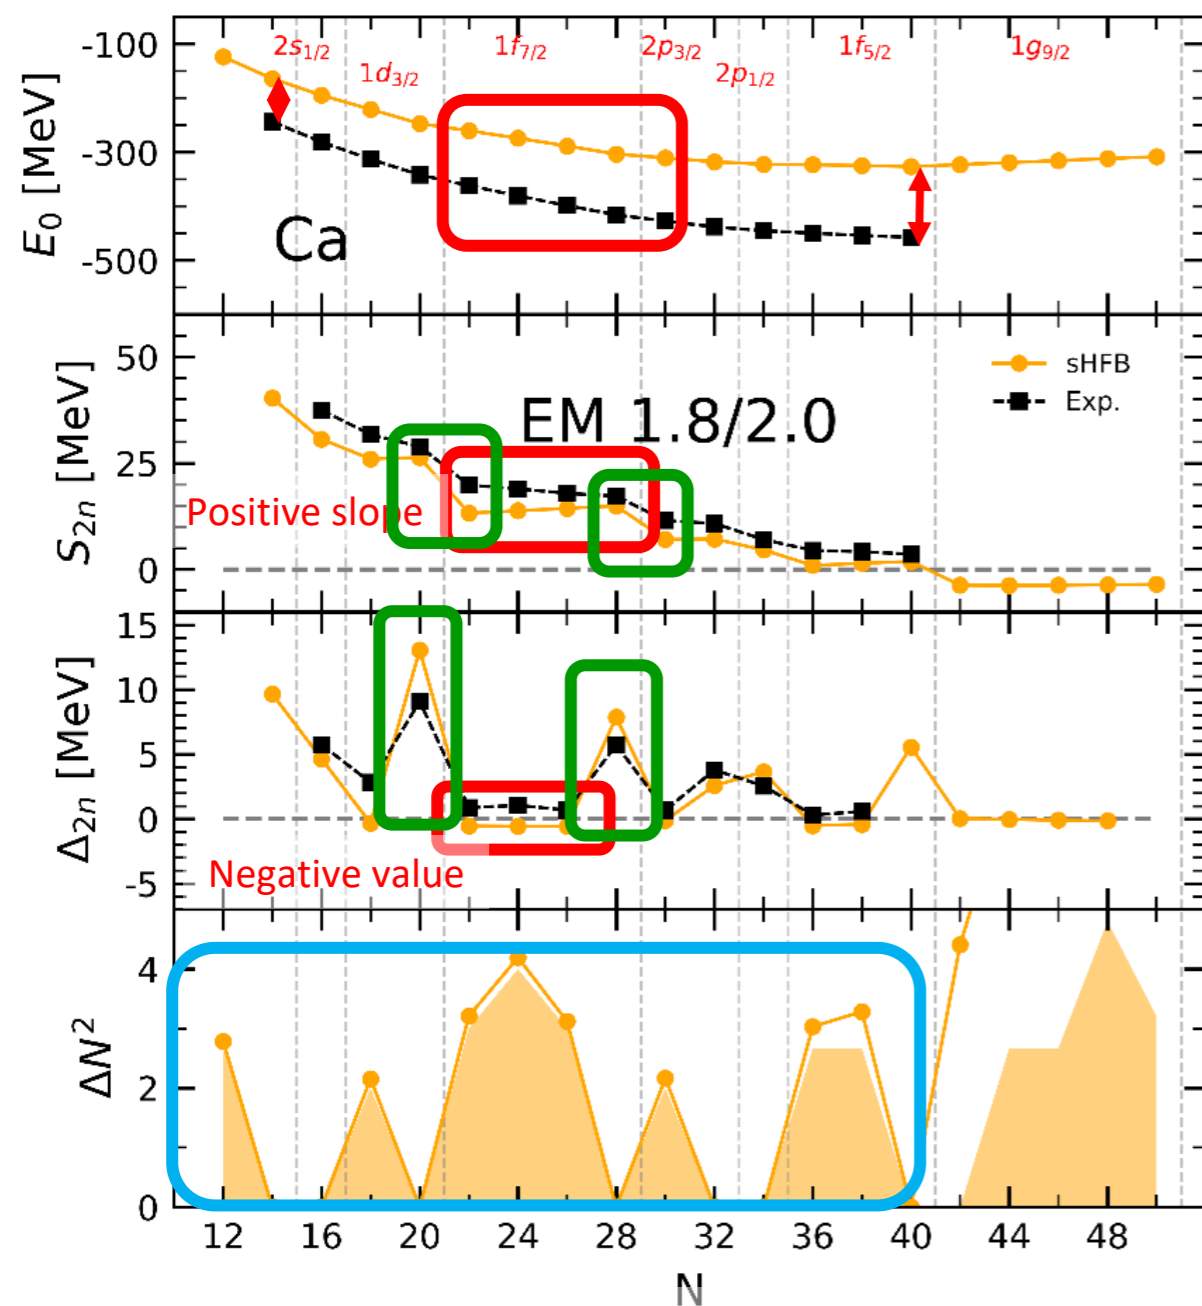 2s1/2 1f7/2 2p3/2 1f5/2 1g9/2
1d3/2 2p1/2
-100
-300
-500
E0 [MeV]
Ca
50
25
0
S2n [MeV]
sHFB
Exp.
EM 1.8/2.0
Positive slope
15
10
5
0
-5
Δ2n [MeV]
Negative value
4
2
0
ΔN²
12 16 20 24 28 32 36 40 44 48
N